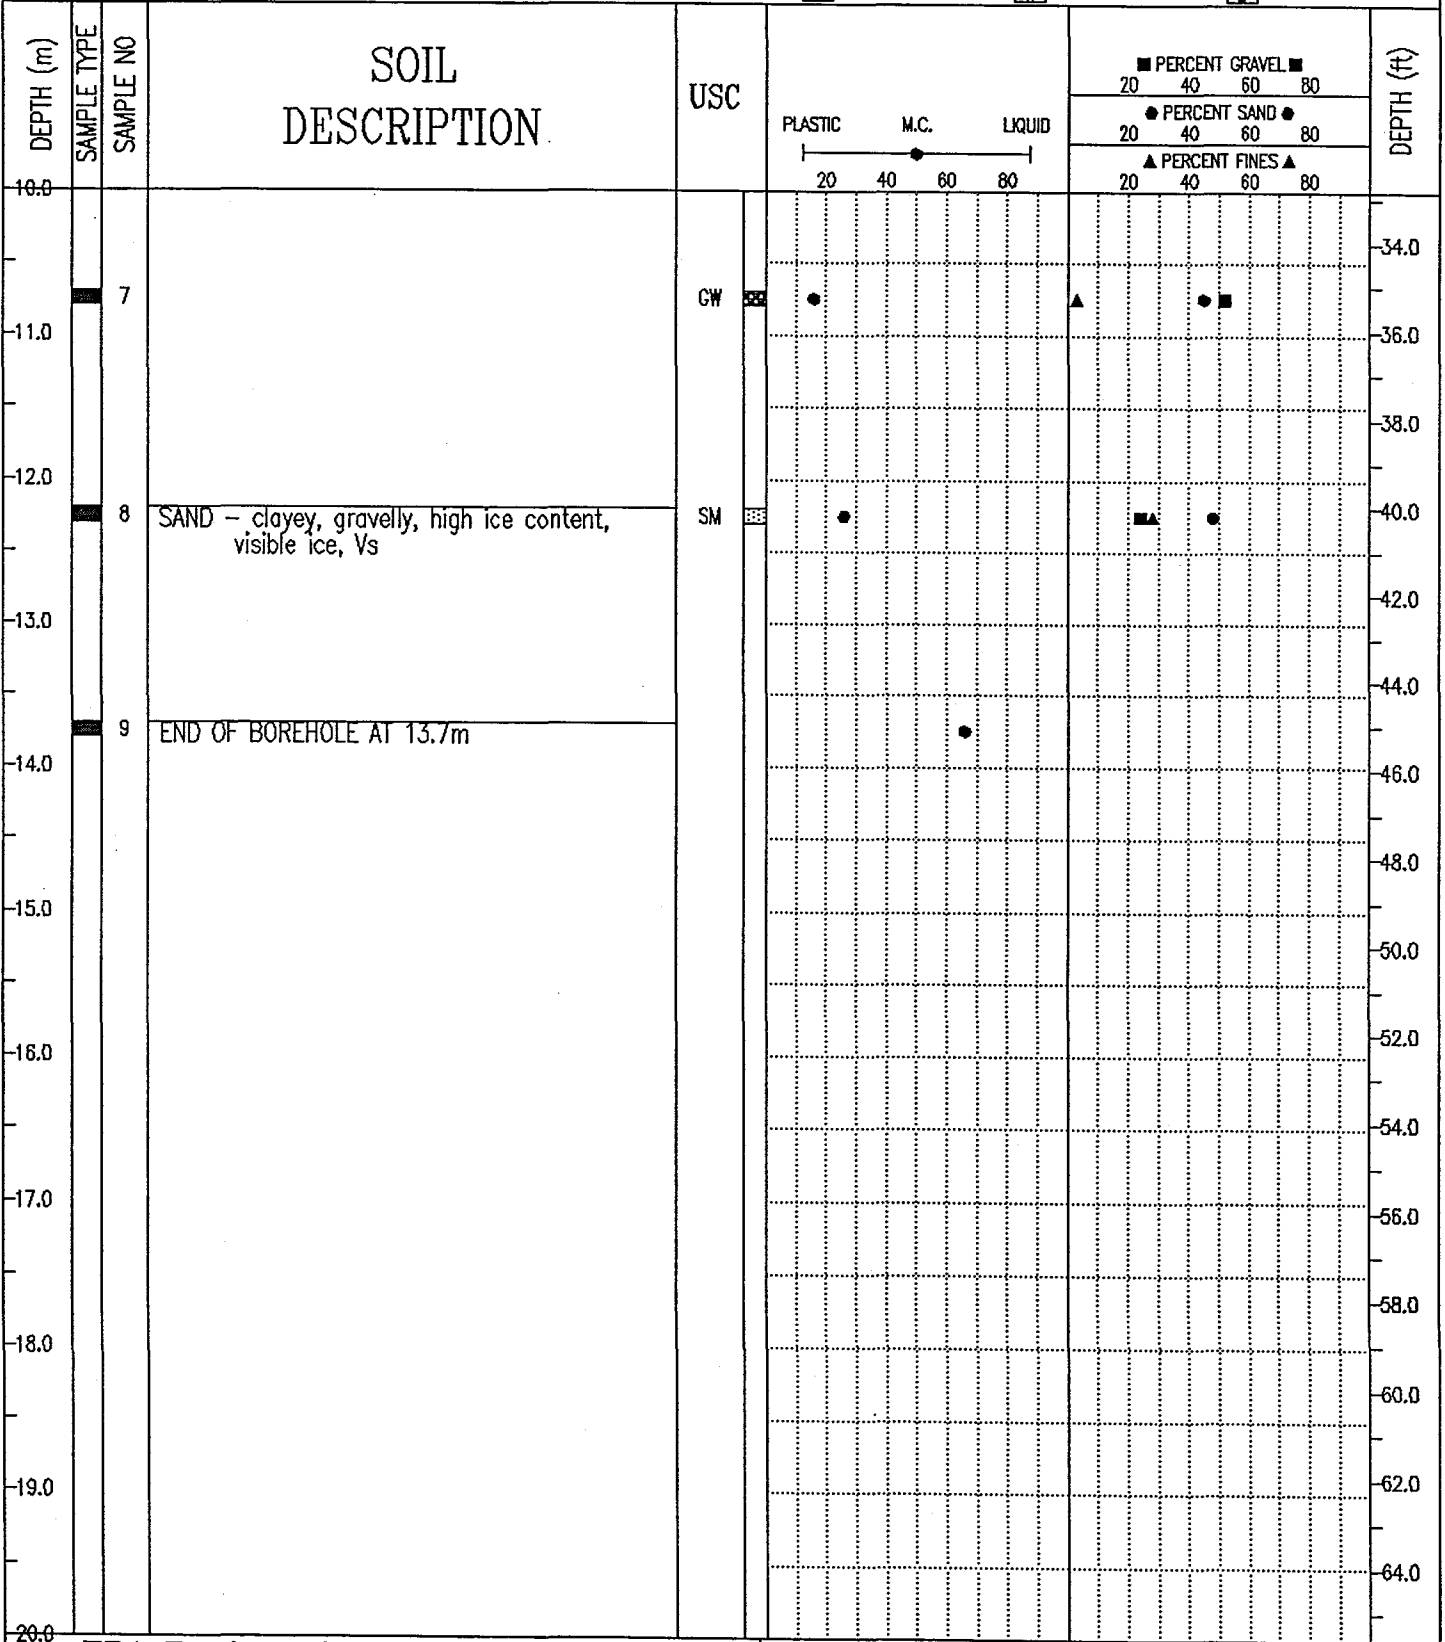 DEPTH (m)
SAMPLE TYPE
SAMPLE NO
SOIL
DESCRIPTION
USC
PLASTIC M.C. LIQUID
20 40 60 80
■ PERCENT GRAVEL ■
20 40 60 80
● PERCENT SAND ●
20 40 60 80
▲ PERCENT FINES ▲
20 40 60 80
DEPTH (ft)
10.0
34.0
7 GW
11.0
36.0
38.0
12.0
8 SAND – clayey, gravelly, high ice content, SM 40.0
visible ice, Vs
42.0
13.0
44.0
9 END OF BOREHOLE AT 13.7m
14.0
46.0
48.0
15.0
50.0
16.0
52.0
54.0
17.0
56.0
58.0
18.0
60.0
19.0
62.0
64.0
20.0